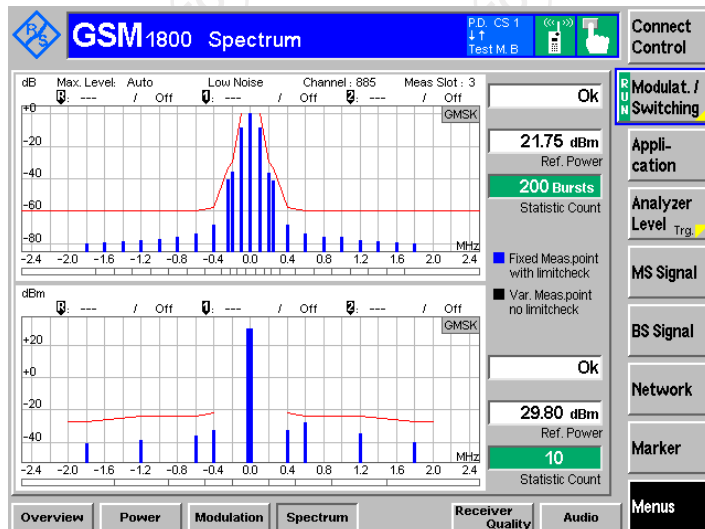 R/S
GSM 1800 Spectrum
P.D. CS 1
Test M. B
Connect Control
dB Max. Level: Auto Low Noise Channel : 885 Meas Slot : 3
R: --- / Off 1: --- / Off 2: --- / Off
GMSK
+0
-20
-40
-60
-80
MHz
-2.4 -2.0 -1.6 -1.2 -0.8 -0.4 0.0 0.4 0.8 1.2 1.6 2.0 2.4
Ok
21.75 dBm
Ref. Power
200 Bursts
Statistic Count
Fixed Meas.point
with limitcheck
Var. Meas.point
no limitcheck
dBm
R: --- / Off 1: --- / Off 2: --- / Off
GMSK
+20
+0
-20
-40
MHz
-2.4 -2.0 -1.6 -1.2 -0.8 -0.4 0.0 0.4 0.8 1.2 1.6 2.0 2.4
Ok
29.80 dBm
Ref. Power
10
Statistic Count
RUN
Modulat. /
Switching
Appli-
cation
Analyzer
Level Trg.
MS Signal
BS Signal
Network
Marker
Menus
Overview Power Modulation Spectrum Receiver Quality Audio